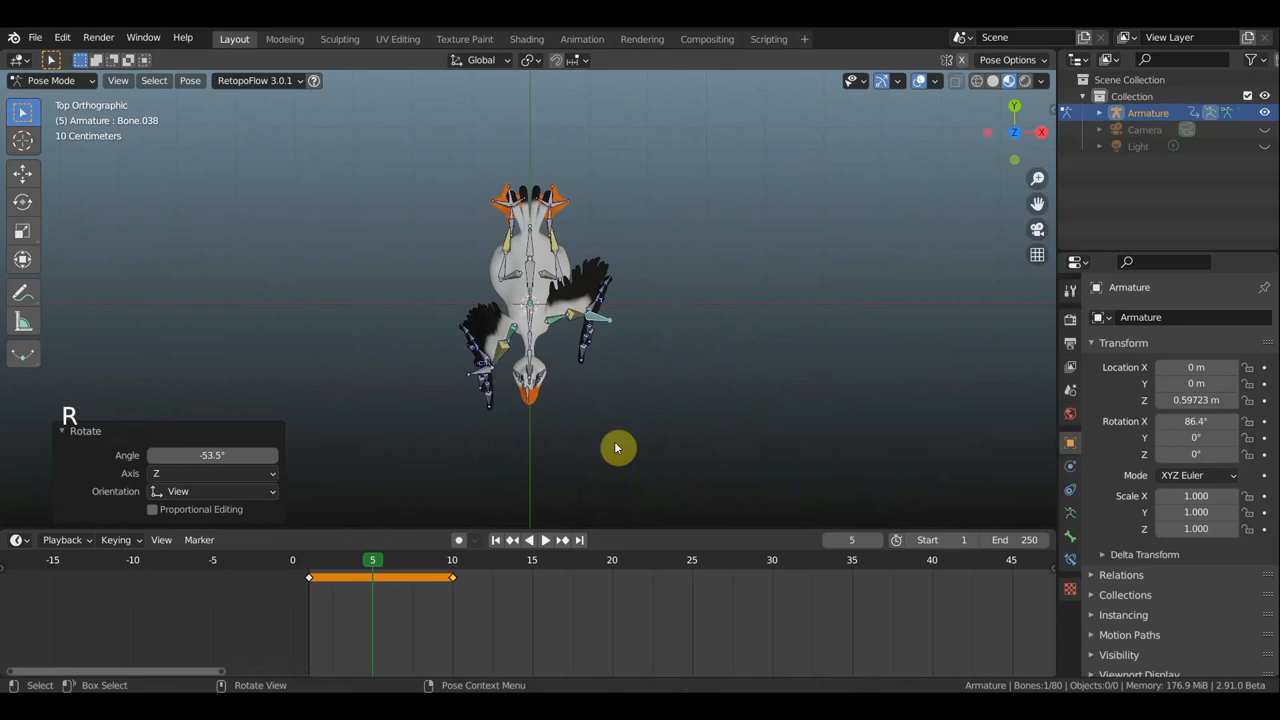 File Edit Render Window Help Layout Modeling Sculpting UV Editing Texture Paint Shading Animation Rendering Compositing Scripting + Scene View Layer
Global Pose Options
Pose Mode View Select Pose RetopoFlow 3.0.1
Top Orthographic
(5) Armature : Bone.038
10 Centimeters
Y
Z
X
R
Rotate
Angle -53.5°
Axis Z
Orientation View
Proportional Editing
Scene Collection
Collection
Armature
Camera
Light
Armature
Armature
Transform
Location X 0 m
Y 0 m
Z 0.59723 m
Rotation X 86.4°
Y 0°
Z 0°
Mode XYZ Euler
Scale X 1.000
Y 1.000
Z 1.000
Delta Transform
Relations
Collections
Instancing
Motion Paths
Visibility
Viewport Display
Playback Keying View Marker 5 Start 1 End 250
-15 -10 -5 0 5 10 15 20 25 30 35 40 45
Select Box Select Rotate View Pose Context Menu Armature | Bones:1/80 | Objects:0/0 | Memory: 176.9 MiB | 2.91.0 Beta